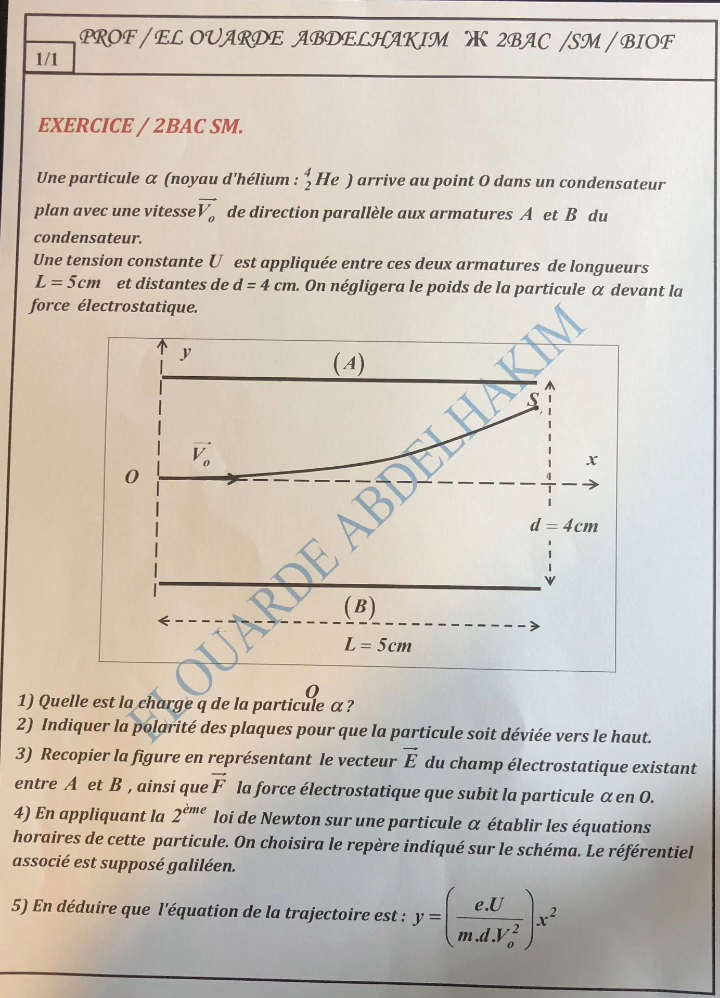 PROF / EL OUARDE ABDELHAKIM Ж 2BAC /SM / BIOF
1/1
EXERCICE / 2BAC SM.
Une particule α (noyau d'hélium : ⁴₂He ) arrive au point O dans un condensateur
plan avec une vitesse V⃗ₒ de direction parallèle aux armatures A et B du
condensateur.
Une tension constante U est appliquée entre ces deux armatures de longueurs
L = 5cm et distantes de d = 4 cm. On négligera le poids de la particule α devant la
force électrostatique.
y
(A)
S
V⃗ₒ
O
x
d = 4cm
(B)
L = 5cm
ELOUARDE ABDELHAKIM
O
1) Quelle est la charge q de la particule α ?
2) Indiquer la polarité des plaques pour que la particule soit déviée vers le haut.
3) Recopier la figure en représentant le vecteur E⃗ du champ électrostatique existant
entre A et B , ainsi que F⃗ la force électrostatique que subit la particule α en O.
4) En appliquant la 2ème loi de Newton sur une particule α établir les équations
horaires de cette particule. On choisira le repère indiqué sur le schéma. Le référentiel
associé est supposé galiléen.
5) En déduire que l'équation de la trajectoire est : y = (e.U / m.d.Vₒ²) x²